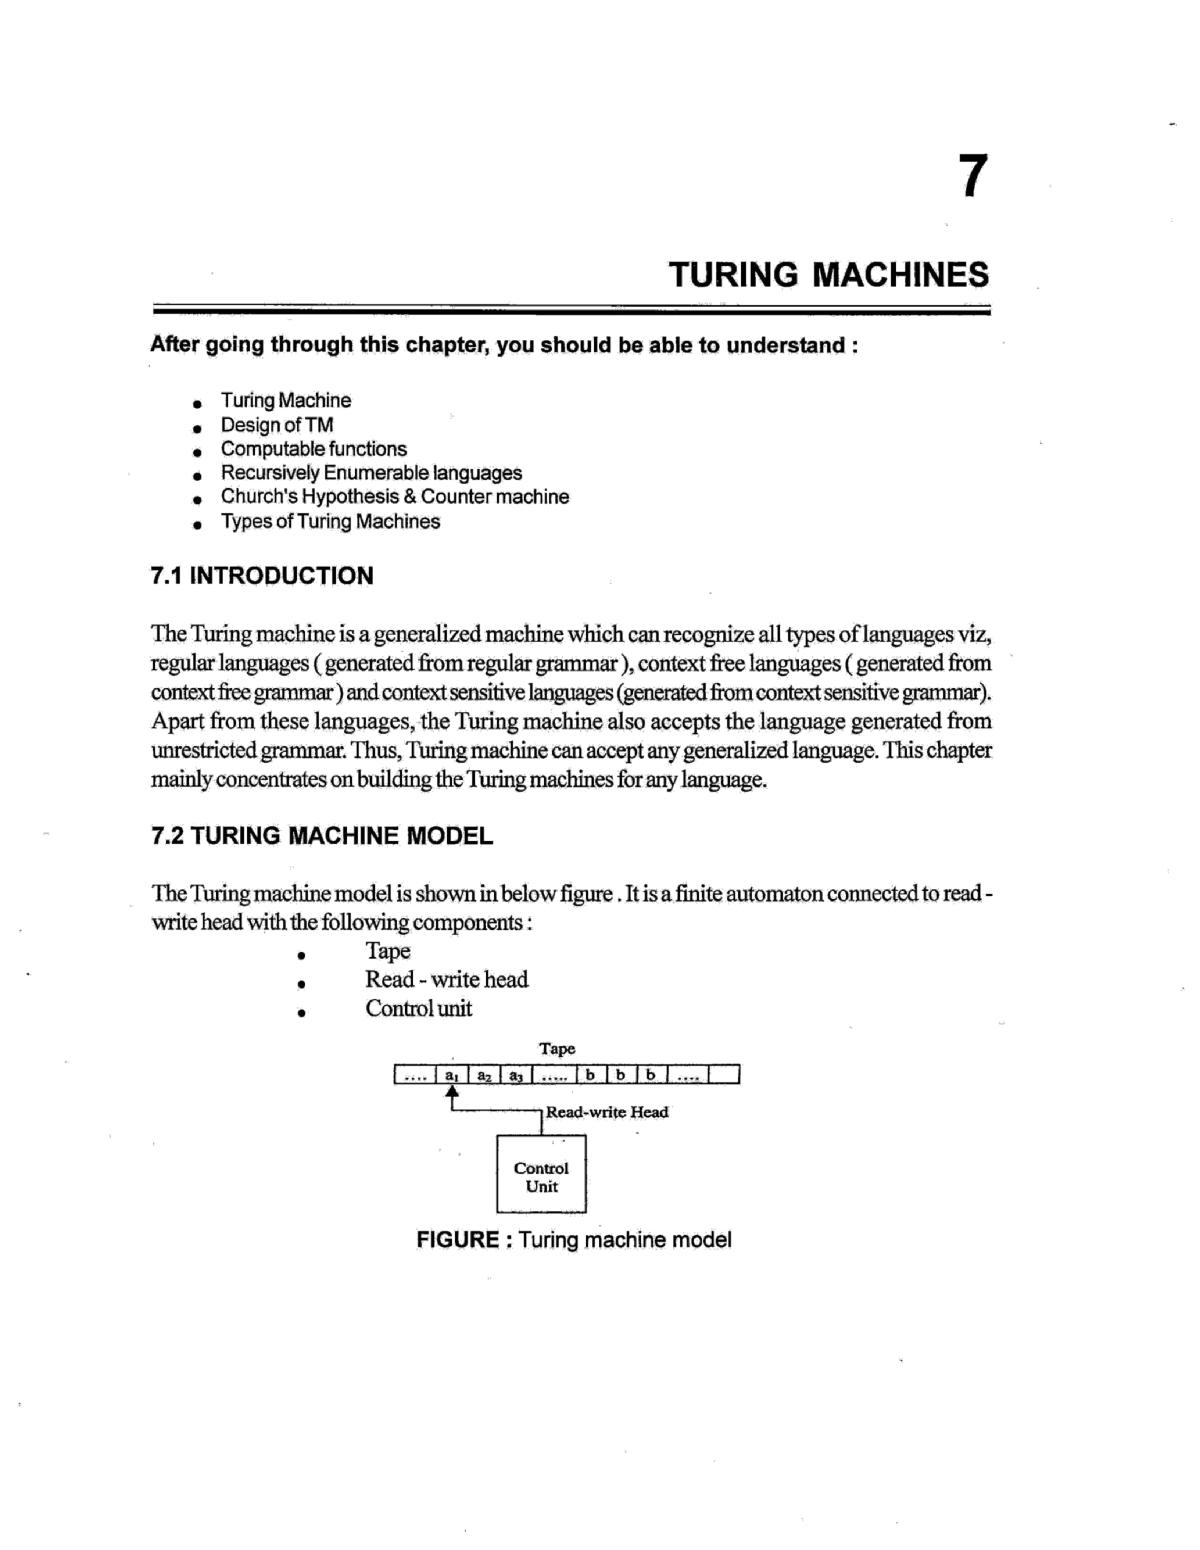 7
TURING MACHINES
After going through this chapter, you should be able to understand :
• Turing Machine
• Design of TM
• Computable functions
• Recursively Enumerable languages
• Church's Hypothesis & Counter machine
• Types of Turing Machines
7.1 INTRODUCTION
The Turing machine is a generalized machine which can recognize all types of languages viz,
regular languages ( generated from regular grammar ), context free languages ( generated from
context free grammar ) and context sensitive languages (generated from context sensitive grammar).
Apart from these languages, the Turing machine also accepts the language generated from
unrestricted grammar. Thus, Turing machine can accept any generalized language. This chapter
mainly concentrates on building the Turing machines for any language.
7.2 TURING MACHINE MODEL
The Turing machine model is shown in below figure . It is a finite automaton connected to read -
write head with the following components :
• Tape
• Read - write head
• Control unit
Tape
.... a₁ a₂ a₃ ..... b b b ....
Read-write Head
Control
Unit
FIGURE : Turing machine model